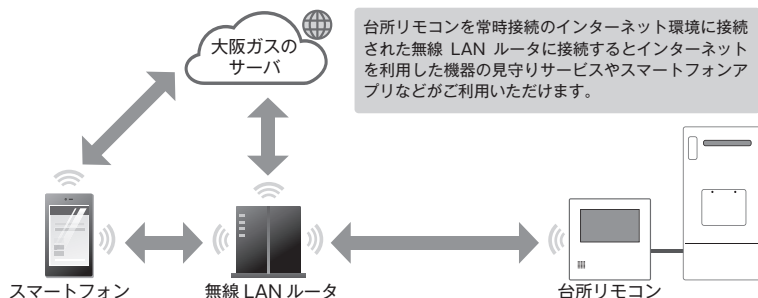 大阪ガスの
サーバ
台所リモコンを常時接続のインターネット環境に接続
された無線 LAN ルータに接続するとインターネット
を利用した機器の見守りサービスやスマートフォンア
プリなどがご利用いただけます。
スマートフォン
無線 LAN ルータ
台所リモコン